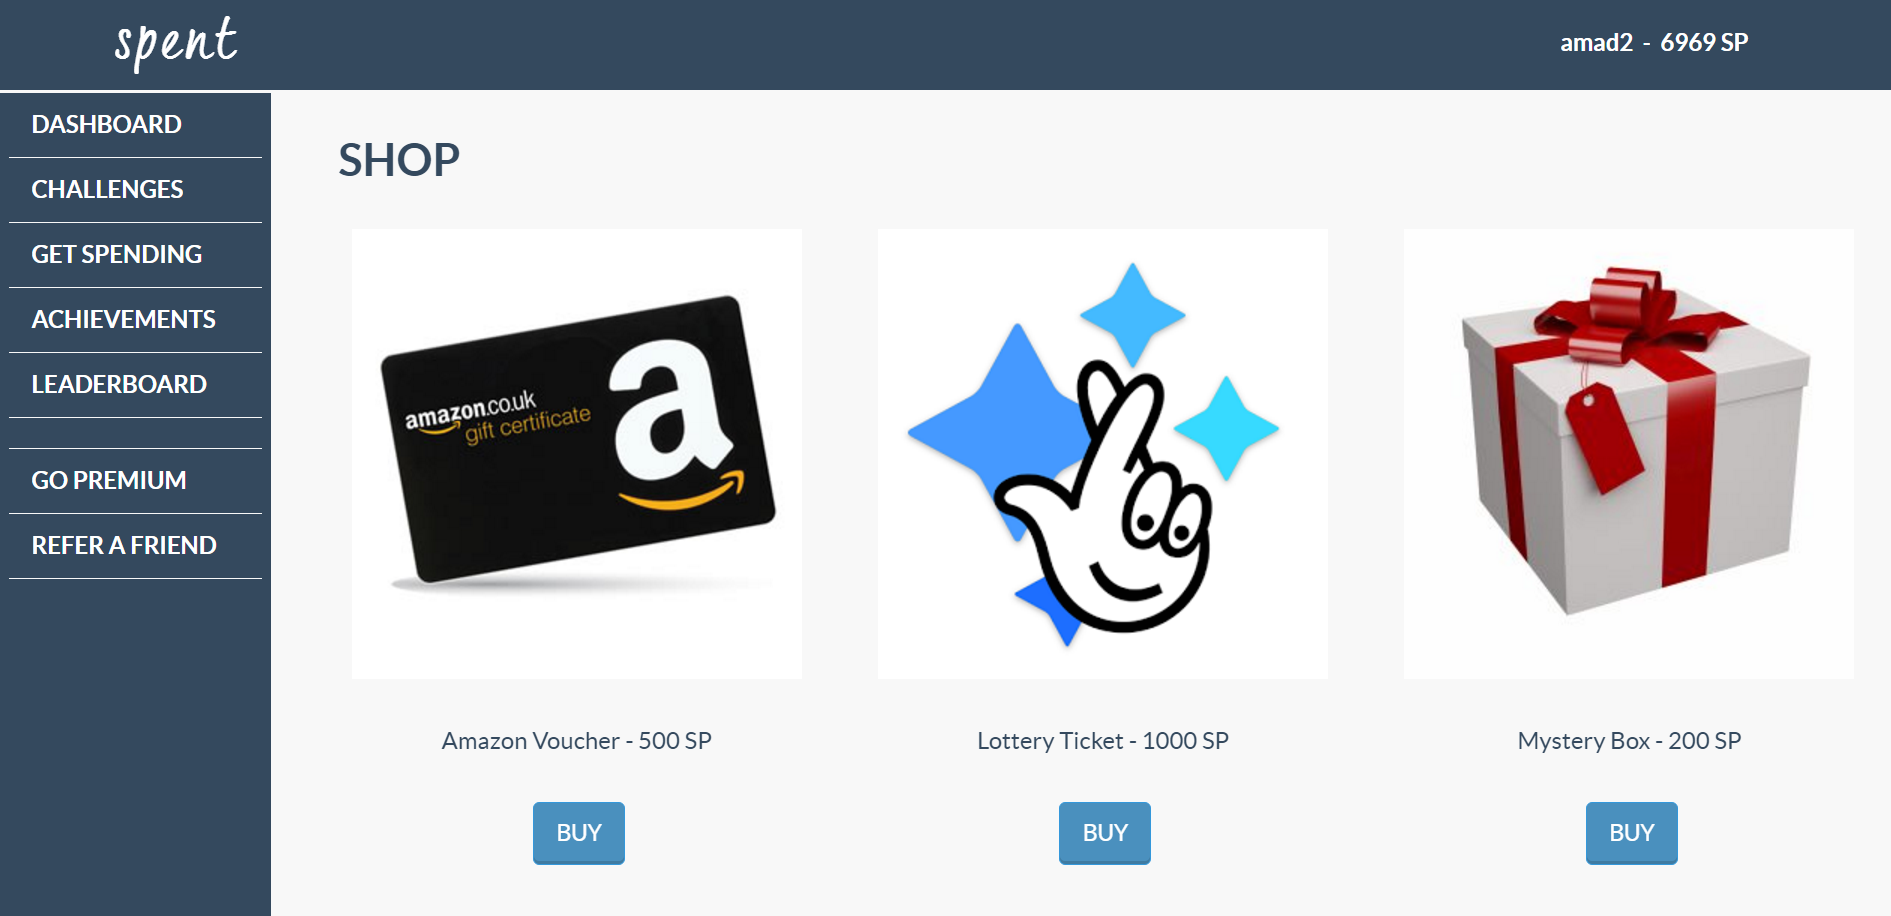 spent
amad2 - 6969 SP
DASHBOARD
CHALLENGES
GET SPENDING
ACHIEVEMENTS
LEADERBOARD
GO PREMIUM
REFER A FRIEND
SHOP
amazon.co.uk
gift certificate
a
Amazon Voucher - 500 SP
Lottery Ticket - 1000 SP
Mystery Box - 200 SP
BUY
BUY
BUY